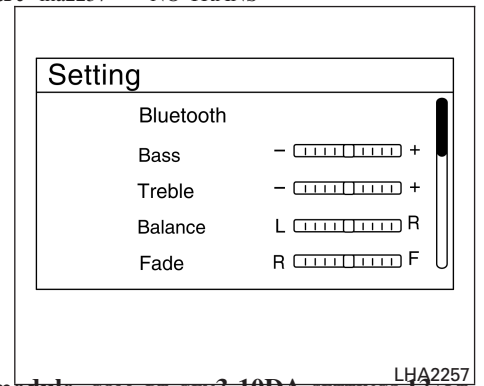 Setting
Bluetooth
Bass - +
Treble - +
Balance L R
Fade R F
LHA2257